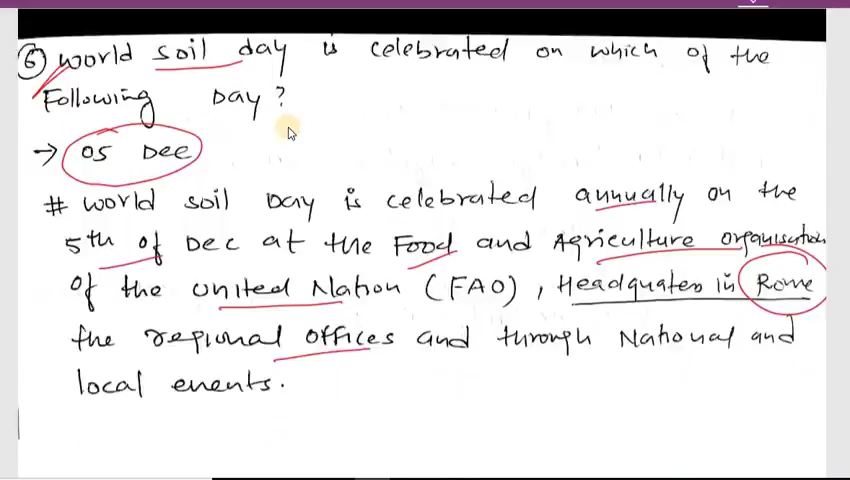 ⑥ World soil day is celebrated on which of the
Following Day?
→ 05 Dec
# World soil Day is celebrated annually on the
5th of Dec at the Food and Agriculture organisation
of the United Nation (FAO), Headquaters in Rome
the regional offices and through National and
local events.